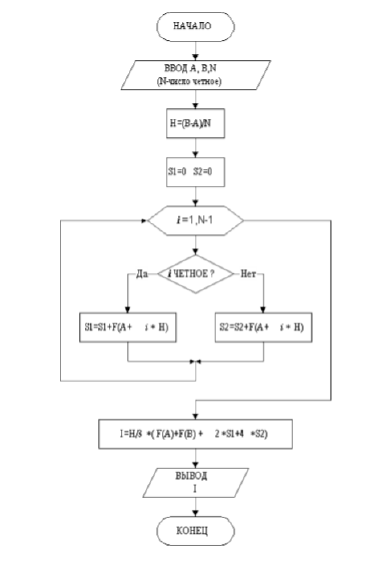 НАЧАЛО
ВВОД А, В,N
(N-число четное)
H=(B-A)/N
S1=0 S2=0
i=1,N-1
i ЧЕТНОЕ ?
Да
Нет
S1=S1+F(A+ i * H)
S2=S2+F(A+ i * H)
I=H/3 *( F(A)+F(B) + 2 *S1+4 *S2)
ВЫВОД
I
КОНЕЦ